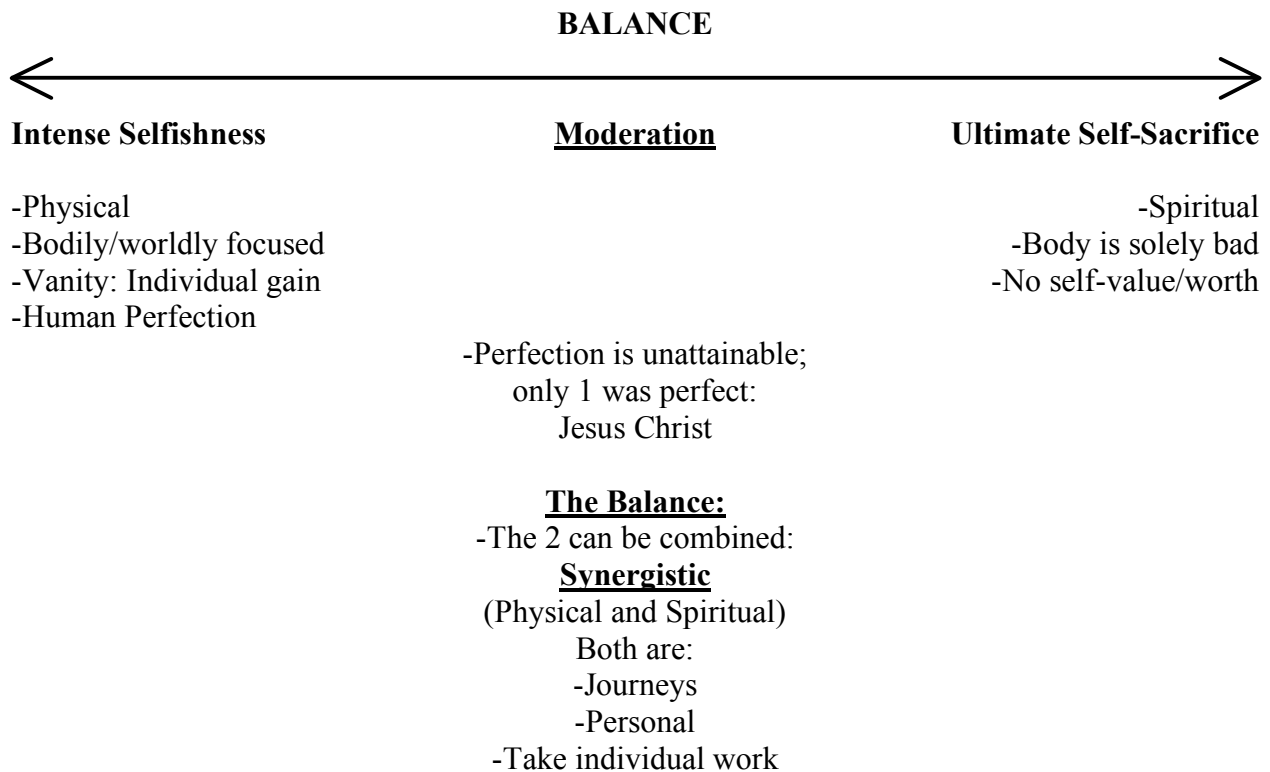 BALANCE
Intense Selfishness
Moderation
Ultimate Self-Sacrifice
-Physical
-Bodily/worldly focused
-Vanity: Individual gain
-Human Perfection
-Spiritual
-Body is solely bad
-No self-value/worth
-Perfection is unattainable;
only 1 was perfect:
Jesus Christ
The Balance:
-The 2 can be combined:
Synergistic
(Physical and Spiritual)
Both are:
-Journeys
-Personal
-Take individual work